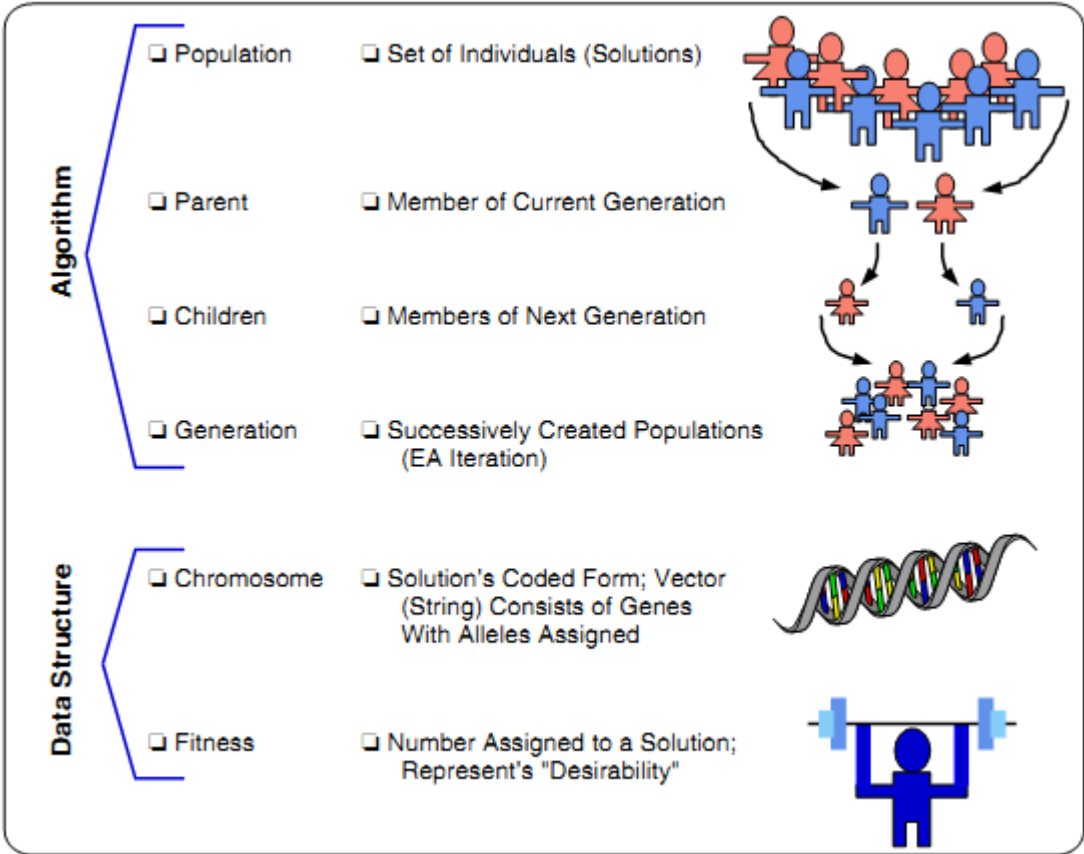 Algorithm
❏ Population ❏ Set of Individuals (Solutions)
❏ Parent ❏ Member of Current Generation
❏ Children ❏ Members of Next Generation
❏ Generation ❏ Successively Created Populations
(EA Iteration)
Data Structure
❏ Chromosome ❏ Solution's Coded Form; Vector
(String) Consists of Genes
With Alleles Assigned
❏ Fitness ❏ Number Assigned to a Solution;
Represent's "Desirability"